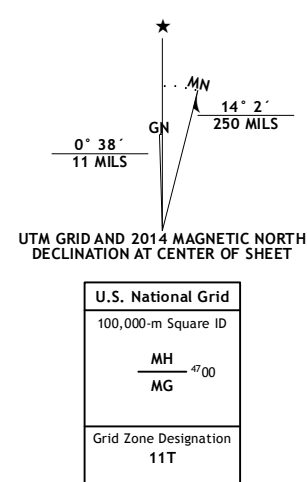 ★
MN
GN
0° 38´
11 MILS
14° 2´
250 MILS
UTM GRID AND 2014 MAGNETIC NORTH
DECLINATION AT CENTER OF SHEET
U.S. National Grid
100,000-m Square ID
MH
4700
MG
Grid Zone Designation
11T